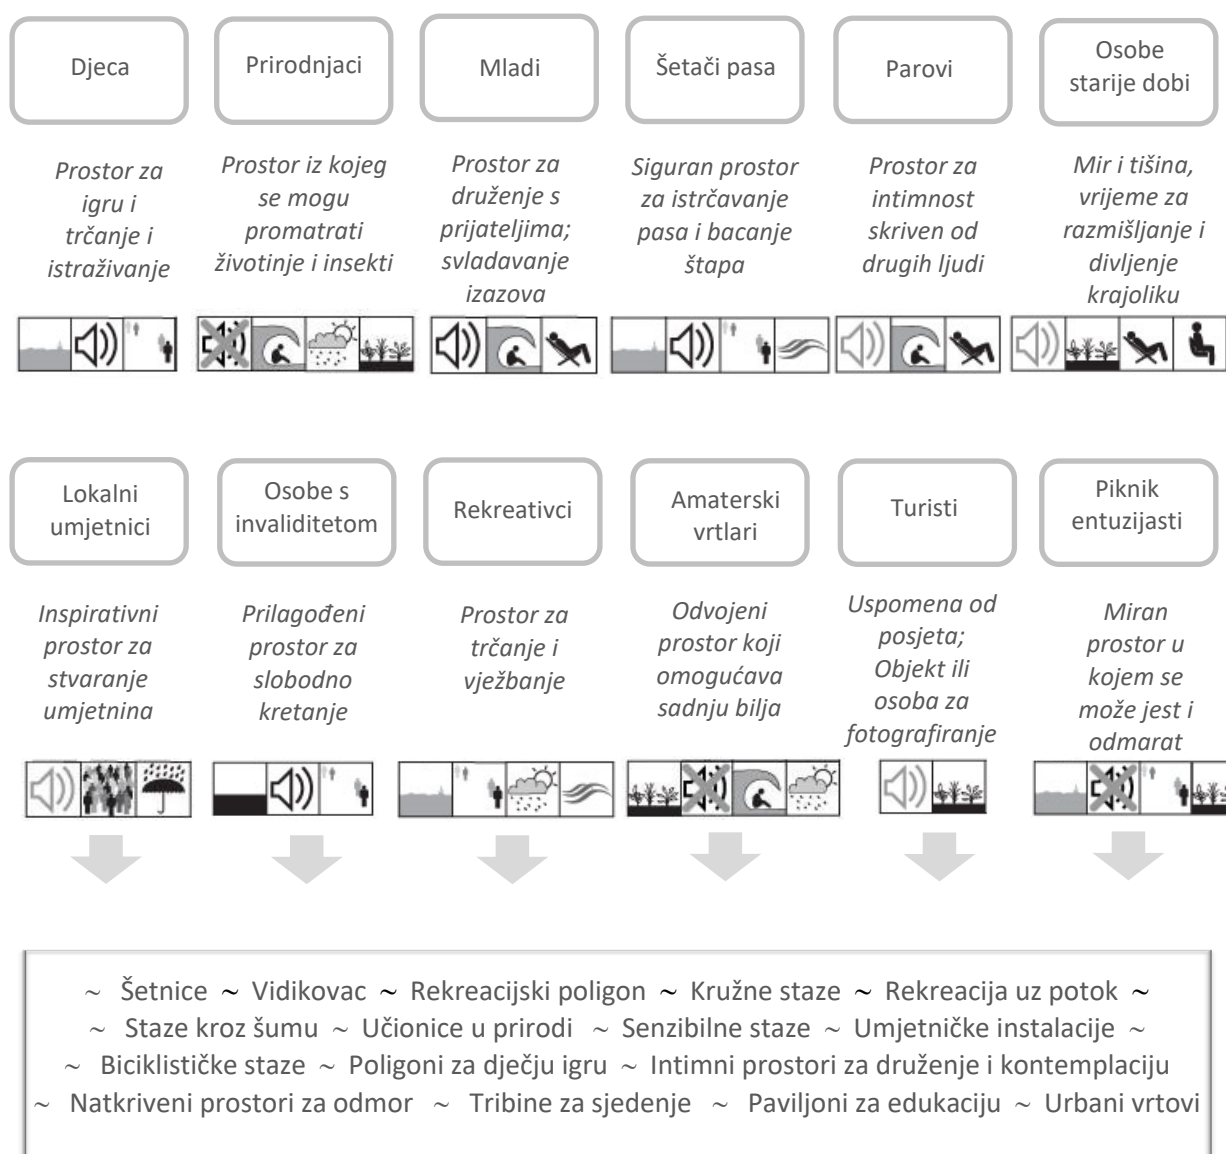 Djeca
Prirodnjaci
Mladi
Šetači pasa
Parovi
Osobe
starije dobi
Prostor za
igru i
trčanje i
istraživanje
Prostor iz kojeg
se mogu
promatrati
životinje i insekti
Prostor za
druženje s
prijateljima;
svladavanje
izazova
Siguran prostor
za istrčavanje
pasa i bacanje
štapa
Prostor za
intimnost
skriven od
drugih ljudi
Mir i tišina,
vrijeme za
razmišljanje i
divljenje
krajoliku
Lokalni
umjetnici
Osobe s
invaliditetom
Rekreativci
Amaterski
vrtlari
Turisti
Piknik
entuzijasti
Inspirativni
prostor za
stvaranje
umjetnina
Prilagođeni
prostor za
slobodno
kretanje
Prostor za
trčanje i
vježbanje
Odvojeni
prostor koji
omogućava
sadnju bilja
Uspomena od
posjeta;
Objekt ili
osoba za
fotografiranje
Miran
prostor u
kojem se
može jest i
odmarat
~ Šetnice ~ Vidikovac ~ Rekreacijski poligon ~ Kružne staze ~ Rekreacija uz potok ~
~ Staze kroz šumu ~ Učionice u prirodi ~ Senzibilne staze ~ Umjetničke instalacije ~
~ Biciklističke staze ~ Poligoni za dječju igru ~ Intimni prostori za druženje i kontemplaciju
~ Natkriveni prostori za odmor ~ Tribine za sjedenje ~ Paviljoni za edukaciju ~ Urbani vrtovi